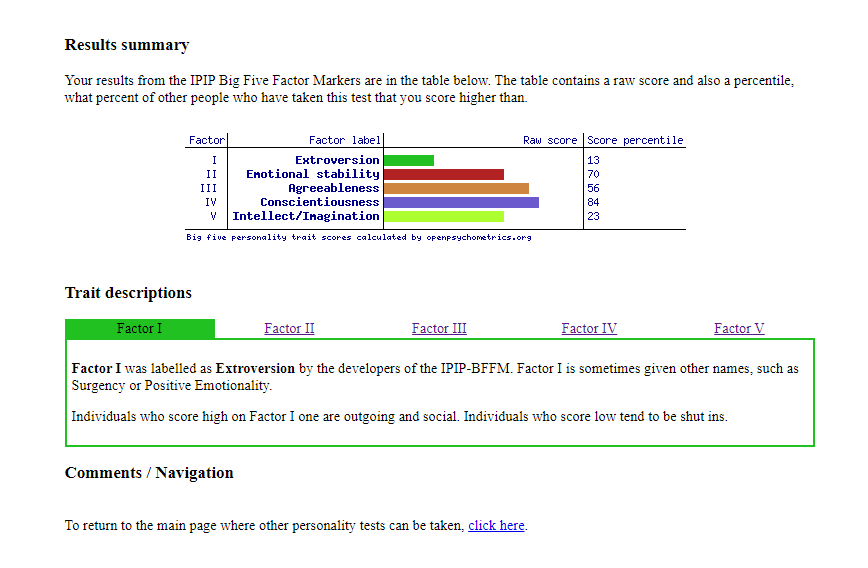 Results summary
Your results from the IPIP Big Five Factor Markers are in the table below. The table contains a raw score and also a percentile,
what percent of other people who have taken this test that you score higher than.
Factor Factor label Raw score Score percentile
I Extroversion 13
II Emotional stability 70
III Agreeableness 56
IV Conscientiousness 84
V Intellect/Imagination 23
Big five personality trait scores calculated by openpsychometrics.org
Trait descriptions
Factor I Factor II Factor III Factor IV Factor V
Factor I was labelled as Extroversion by the developers of the IPIP-BFFM. Factor I is sometimes given other names, such as
Surgency or Positive Emotionality.
Individuals who score high on Factor I one are outgoing and social. Individuals who score low tend to be shut ins.
Comments / Navigation
To return to the main page where other personality tests can be taken, click here.